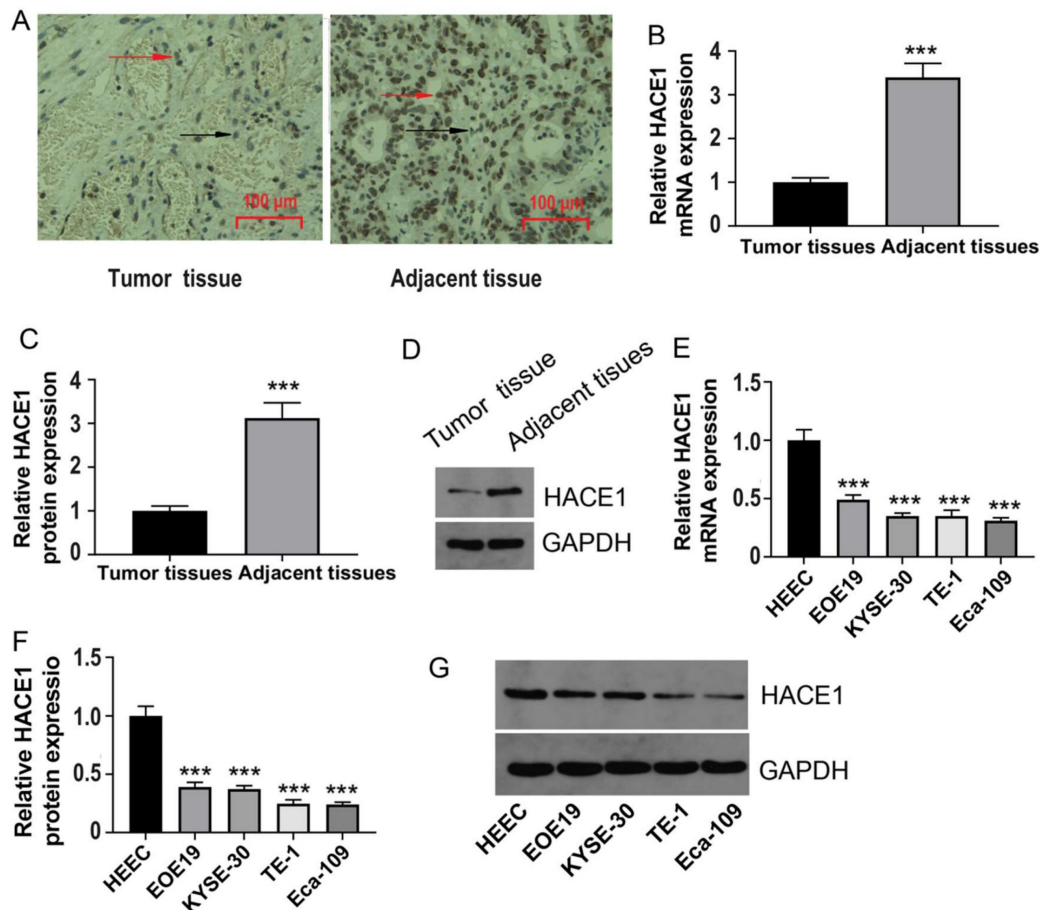 A
100 µm
100 µm
Tumor tissue
Adjacent tissue
B
Relative HACE1
mRNA expression
4
3
2
1
0
***
Tumor tissues
Adjacent tissues
C
Relative HACE1
protein expression
4
3
2
1
0
***
Tumor tissues
Adjacent tissues
D
Tumor tissue
Adjacent tisues
HACE1
GAPDH
E
Relative HACE1
mRNA expression
1.5
1.0
0.5
0
***
***
***
***
HEEC
EOE19
KYSE-30
TE-1
Eca-109
F
Relative HACE1
protein expressio
1.5
1.0
0.5
0
***
***
***
***
HEEC
EOE19
KYSE-30
TE-1
Eca-109
G
HACE1
GAPDH
HEEC
EOE19
KYSE-30
TE-1
Eca-109